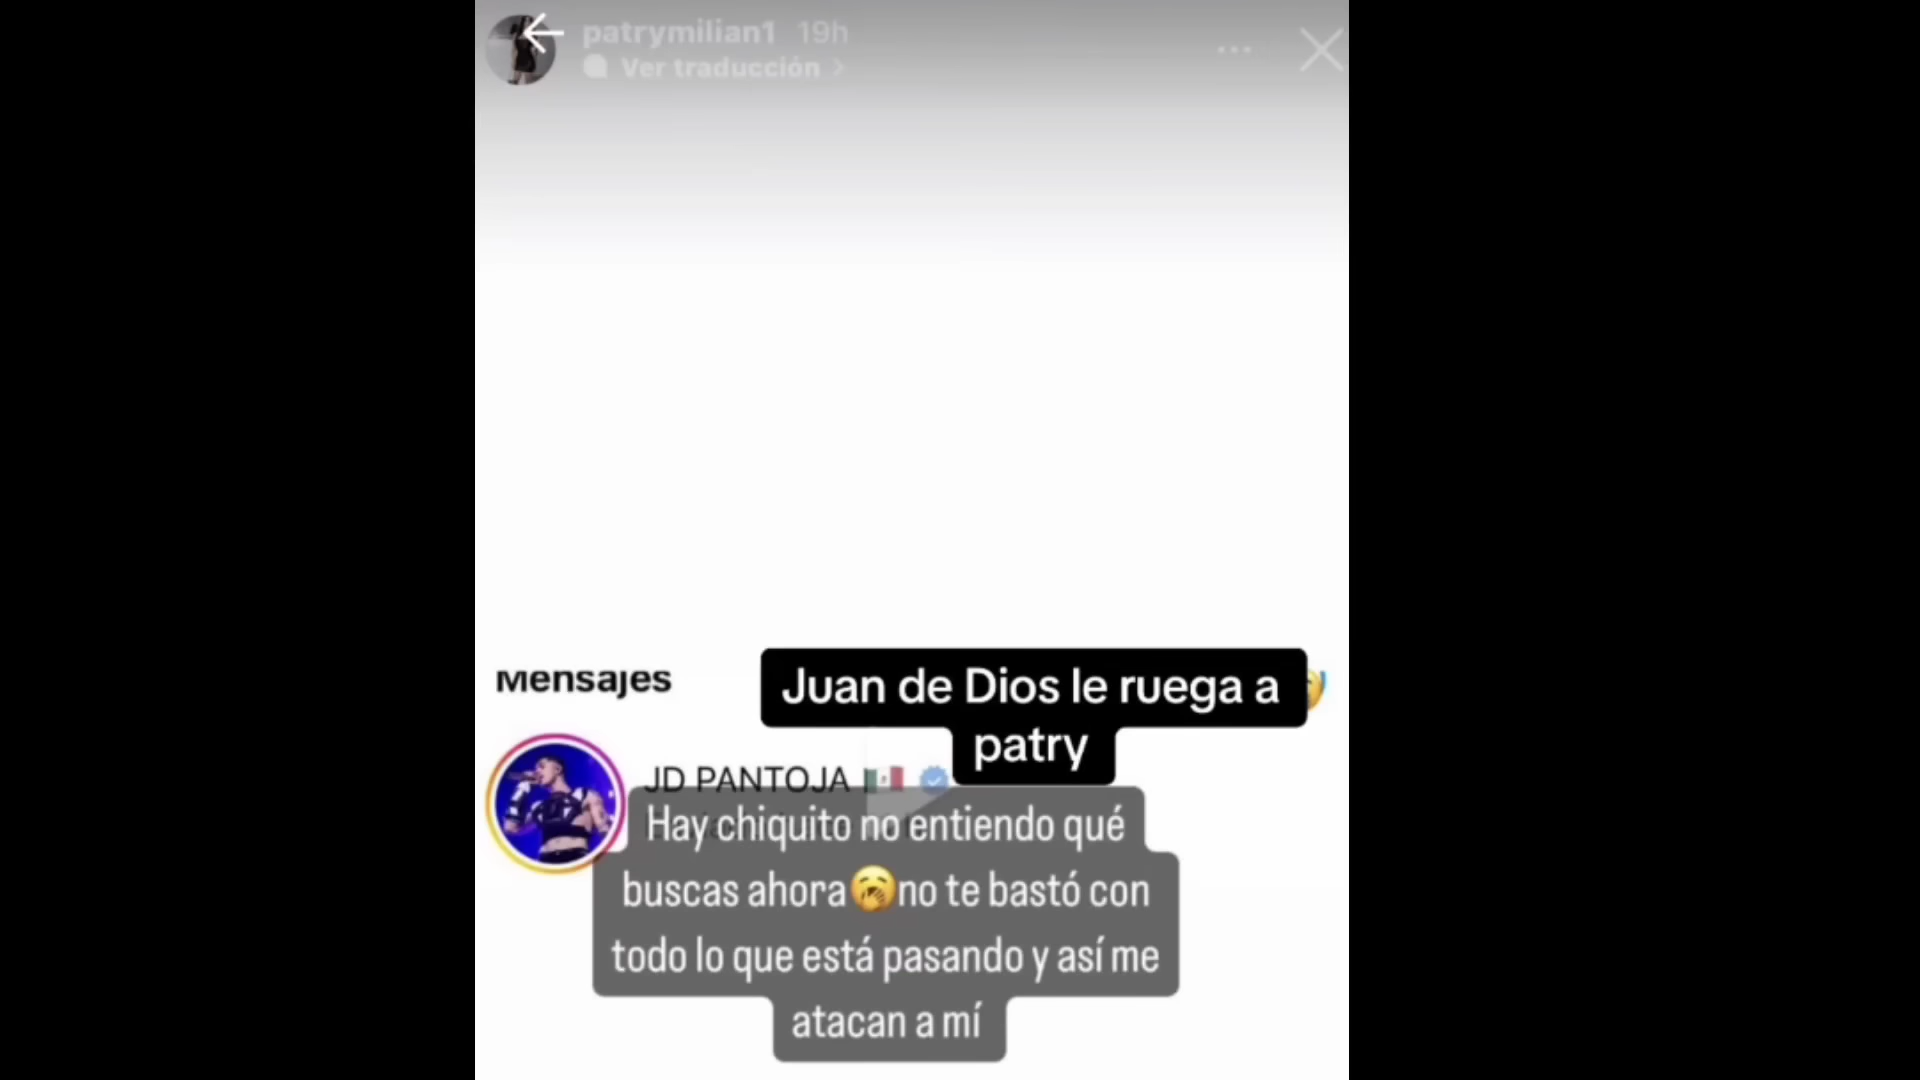 patrymilian1 19h
Ver traducción
Mensajes
Juan de Dios le ruega a
patry
JD PANTOJA
Hay chiquito no entiendo qué
buscas ahora🥱no te bastó con
todo lo que está pasando y así me
atacan a mí